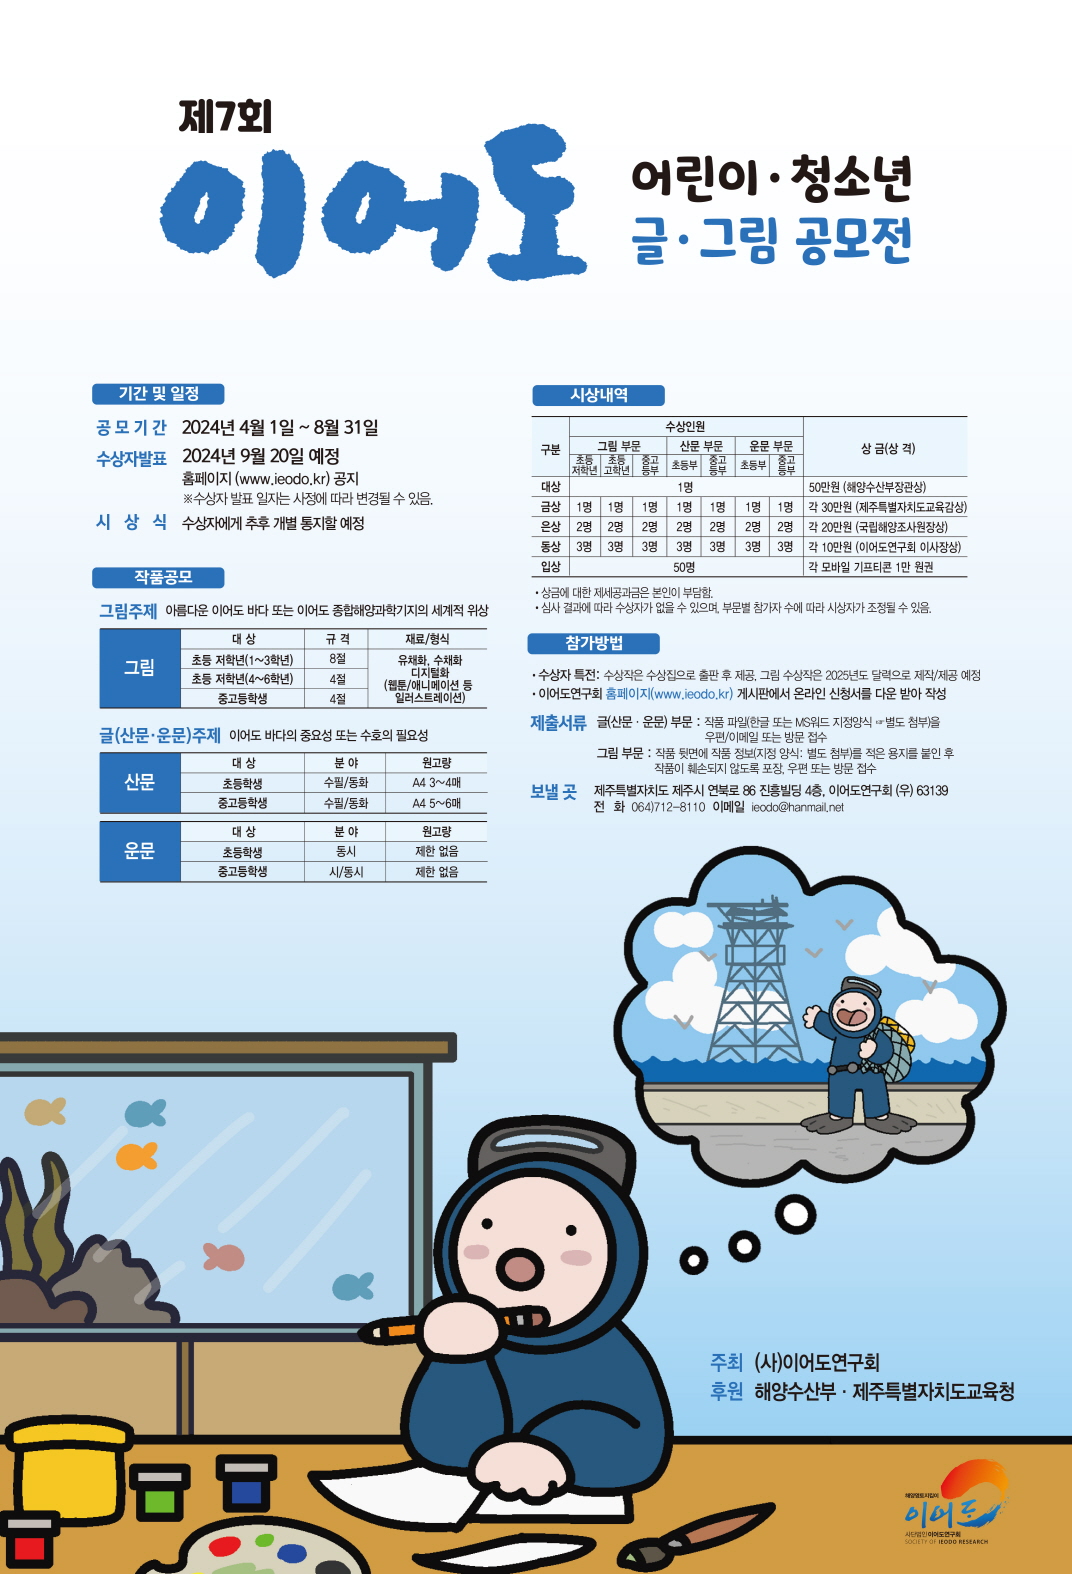 제7회
이어도
어린이·청소년
글·그림 공모전
기간 및 일정
공모기간 2024년 4월 1일 ~ 8월 31일
수상자발표 2024년 9월 20일 예정
홈페이지 (www.ieodo.kr) 공지
※수상자 발표 일자는 사정에 따라 변경될 수 있음.
시 상 식 수상자에게 추후 개별 통지할 예정
작품공모
그림주제 아름다운 이어도 바다 또는 이어도 종합해양과학기지의 세계적 위상
그림
대 상 규 격 재료/형식
초등 저학년(1~3학년) 8절
초등 저학년(4~6학년) 4절
중고등학생 4절
유채화, 수채화
디지털화
(웹툰/애니메이션 등
일러스트레이션)
글(산문·운문)주제 이어도 바다의 중요성 또는 수호의 필요성
산문
대 상 분 야 원고량
초등학생 수필/동화 A4 3~4매
중고등학생 수필/동화 A4 5~6매
운문
대 상 분 야 원고량
초등학생 동시 제한 없음
중고등학생 시/동시 제한 없음
시상내역
구분 수상인원 상 금(상 격)
그림 부문 산문 부문 운문 부문
초등 저학년 초등 고학년 중고 등부 초등부 중고 등부 초등부 중고 등부
대상 1명 50만원 (해양수산부장관상)
금상 1명 1명 1명 1명 1명 1명 1명 각 30만원 (제주특별자치도교육감상)
은상 2명 2명 2명 2명 2명 2명 2명 각 20만원 (국립해양조사원장상)
동상 3명 3명 3명 3명 3명 3명 3명 각 10만원 (이어도연구회 이사장상)
입상 50명 각 모바일 기프티콘 1만 원권
• 상금에 대한 제세공과금은 본인이 부담함.
• 심사 결과에 따라 수상자가 없을 수 있으며, 부문별 참가자 수에 따라 시상자가 조정될 수 있음.
참가방법
• 수상자 특전: 수상작은 수상집으로 출판 후 제공, 그림 수상작은 2025년도 달력으로 제작/제공 예정
• 이어도연구회 홈페이지(www.ieodo.kr) 게시판에서 온라인 신청서를 다운 받아 작성
제출서류 글(산문·운문) 부문 : 작품 파일(한글 또는 MS워드 지정양식 ☞별도 첨부)을
우편/이메일 또는 방문 접수
그림 부문 : 작품 뒷면에 작품 정보(지정 양식: 별도 첨부)를 적은 용지를 붙인 후
작품이 훼손되지 않도록 포장, 우편 또는 방문 접수
보낼 곳 제주특별자치도 제주시 연북로 86 진흥빌딩 4층, 이어도연구회 (우) 63139
전 화 064)712-8110 이메일 ieodo@hanmail.net
주최 (사)이어도연구회
후원 해양수산부·제주특별자치도교육청
해양영토지킴이
이어도
사단법인 이어도연구회
SOCIETY OF IEODO RESEARCH